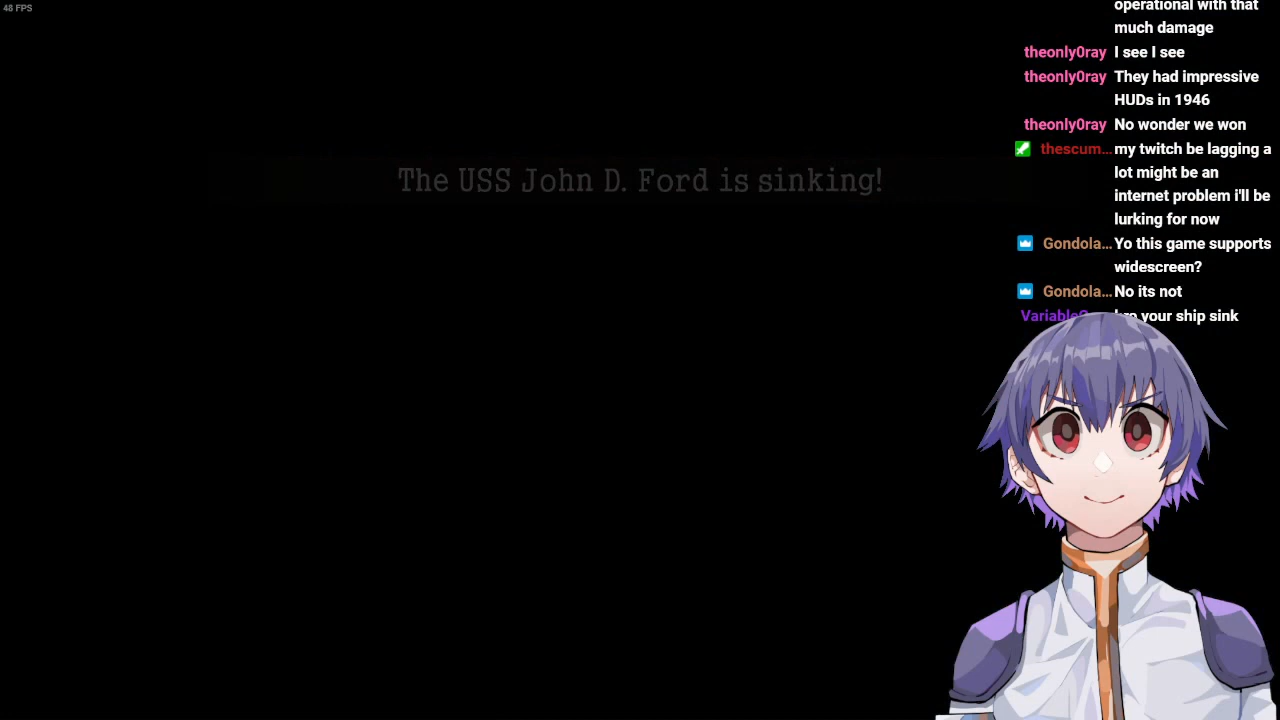 48 FPS
operational with that
much damage
theonly0ray I see I see
theonly0ray They had impressive
HUDs in 1946
theonly0ray No wonder we won
thescum... my twitch be lagging a
lot might be an
internet problem i'll be
lurking for now
The USS John D. Ford is sinking!
Gondola... Yo this game supports
widescreen?
Gondola... No its not
your ship sink